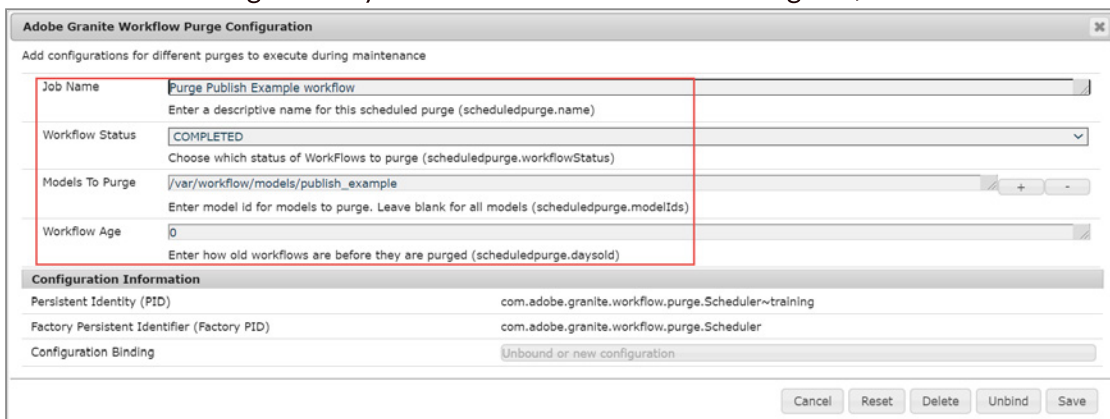 Adobe Granite Workflow Purge Configuration
Add configurations for different purges to execute during maintenance
Job Name Purge Publish Example workflow
Enter a descriptive name for this scheduled purge (scheduledpurge.name)
Workflow Status COMPLETED
Choose which status of WorkFlows to purge (scheduledpurge.workflowStatus)
Models To Purge /var/workflow/models/publish_example + -
Enter model id for models to purge. Leave blank for all models (scheduledpurge.modelIds)
Workflow Age 0
Enter how old workflows are before they are purged (scheduledpurge.daysold)
Configuration Information
Persistent Identity (PID) com.adobe.granite.workflow.purge.Scheduler~training
Factory Persistent Identifier (Factory PID) com.adobe.granite.workflow.purge.Scheduler
Configuration Binding Unbound or new configuration
Cancel Reset Delete Unbind Save